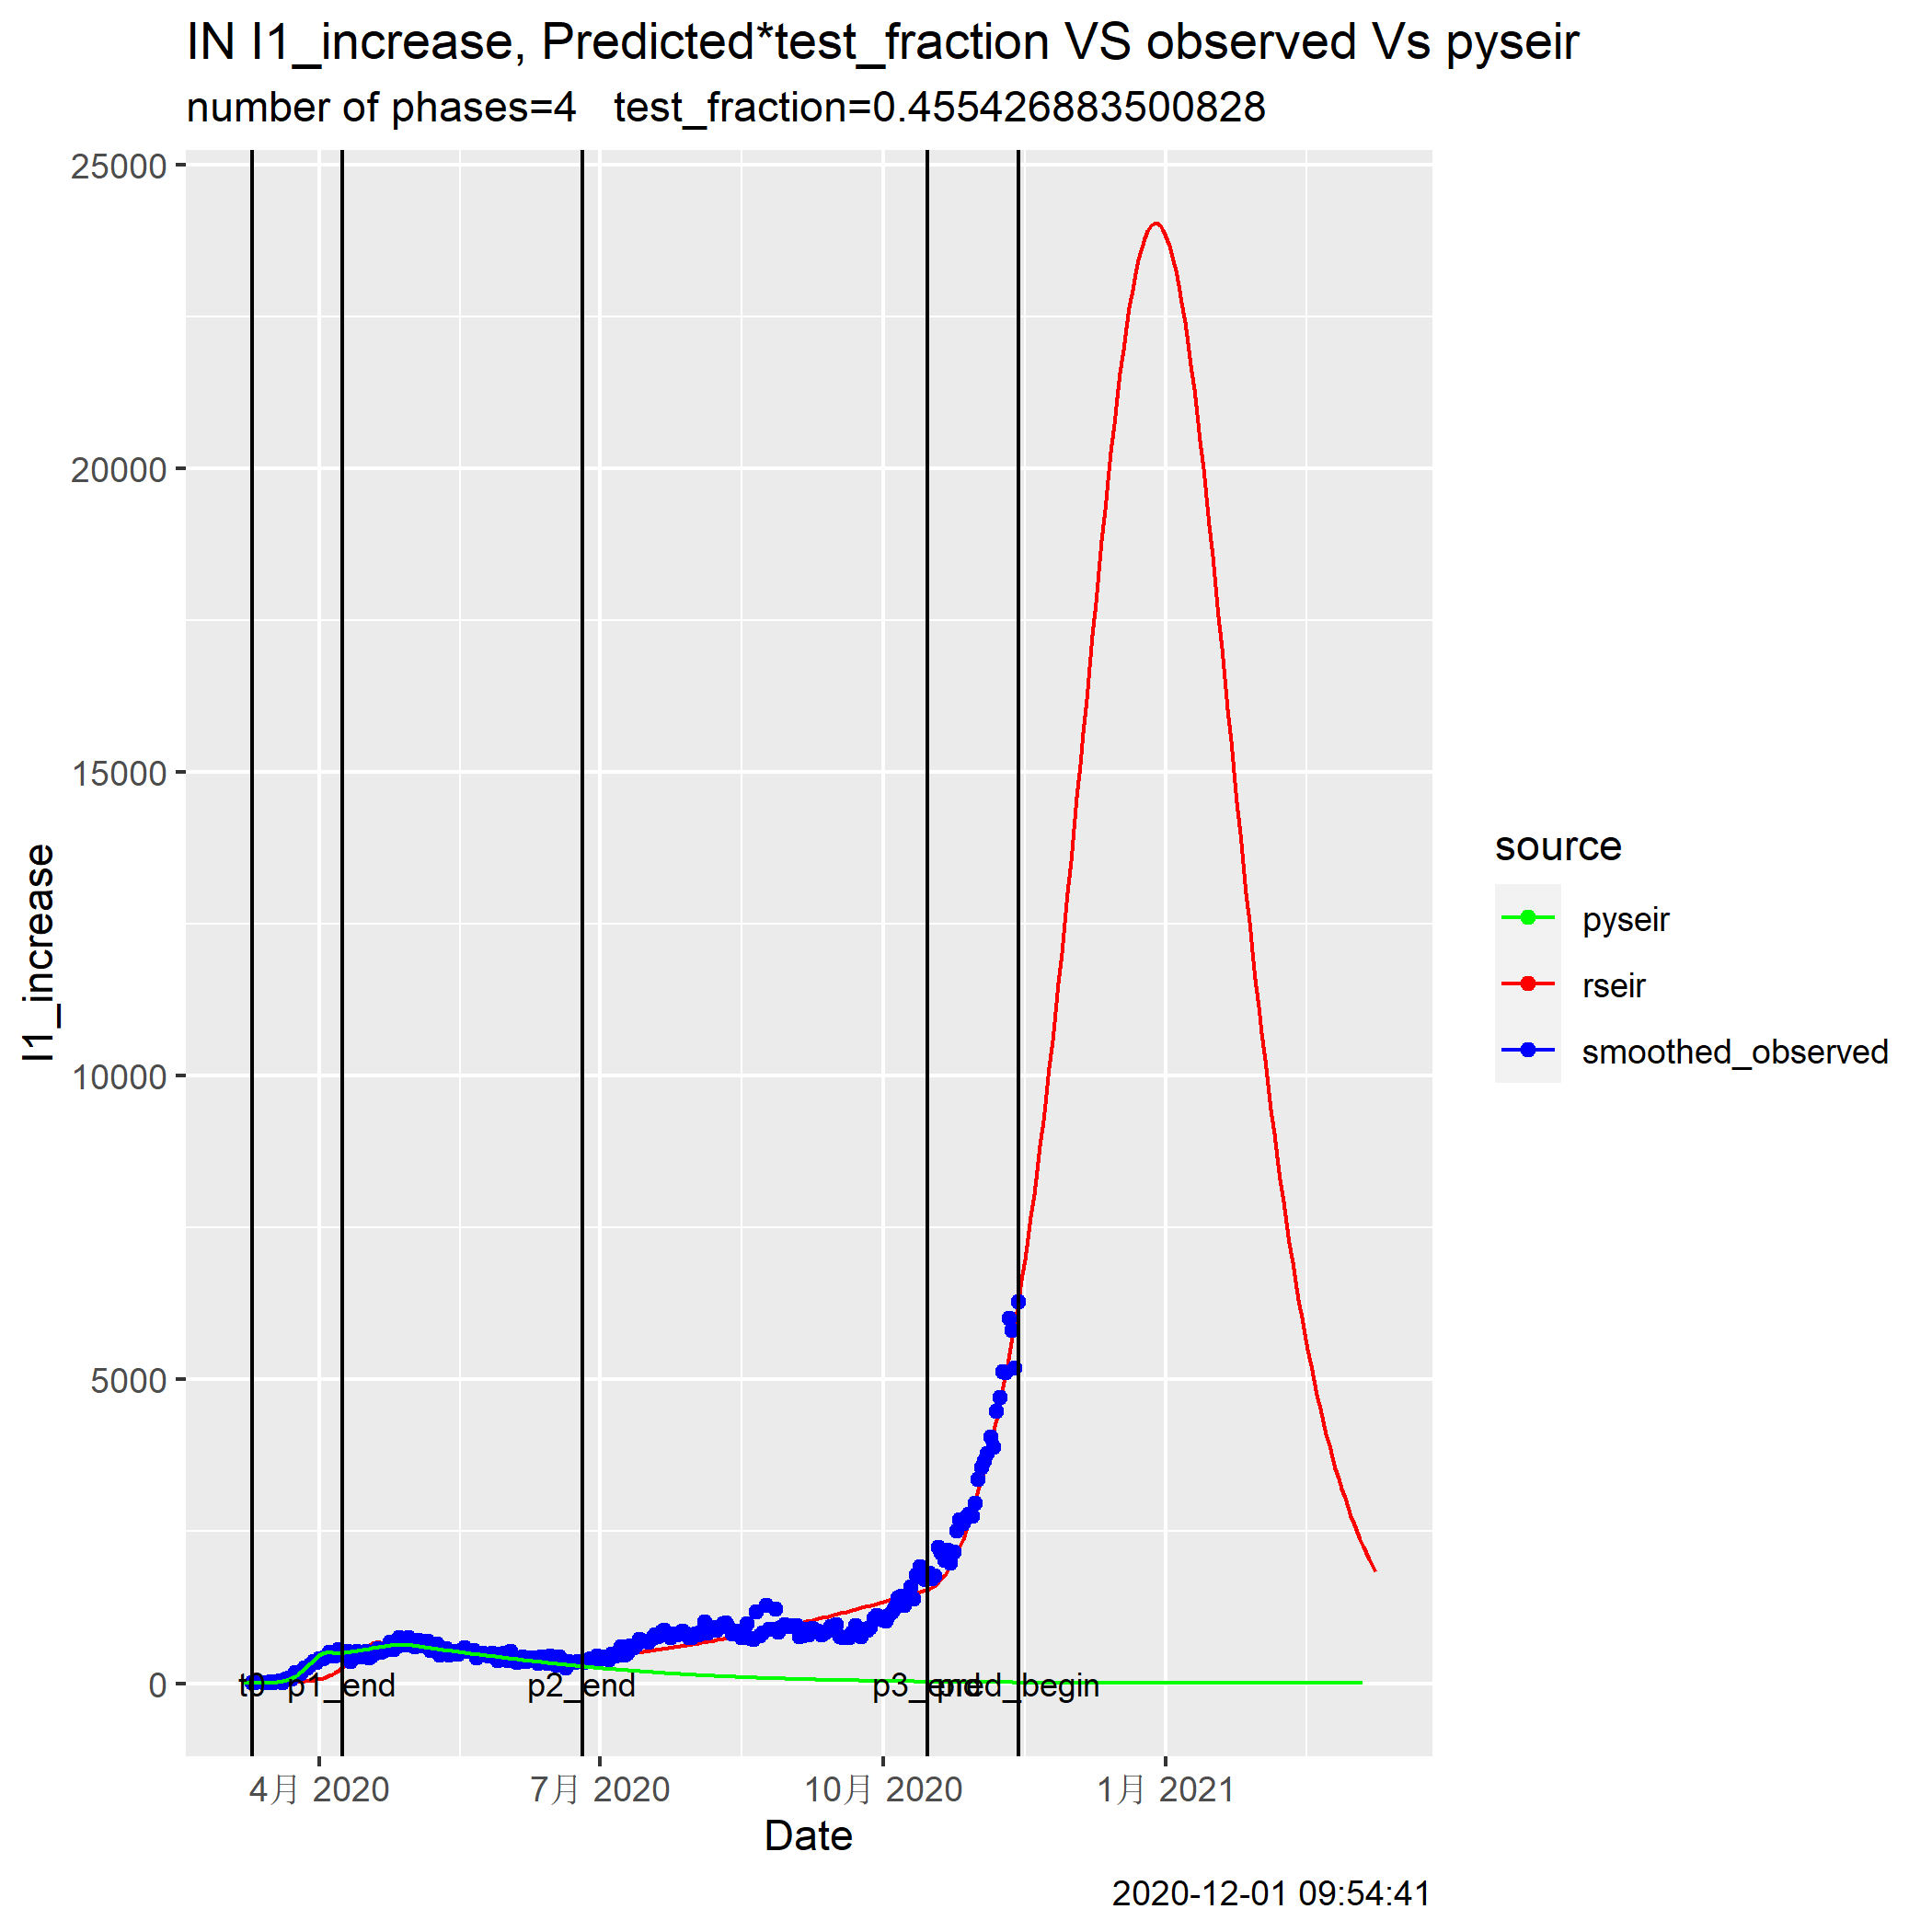 IN I1_increase, Predicted*test_fraction VS observed Vs pyseir
number of phases=4   test_fraction=0.455426883500828
25000
20000
15000
10000
5000
0
I1_increase
t0
p1_end
p2_end
p3_end
pred_begin
4月 2020
7月 2020
10月 2020
1月 2021
Date
source
pyseir
rseir
smoothed_observed
2020-12-01 09:54:41